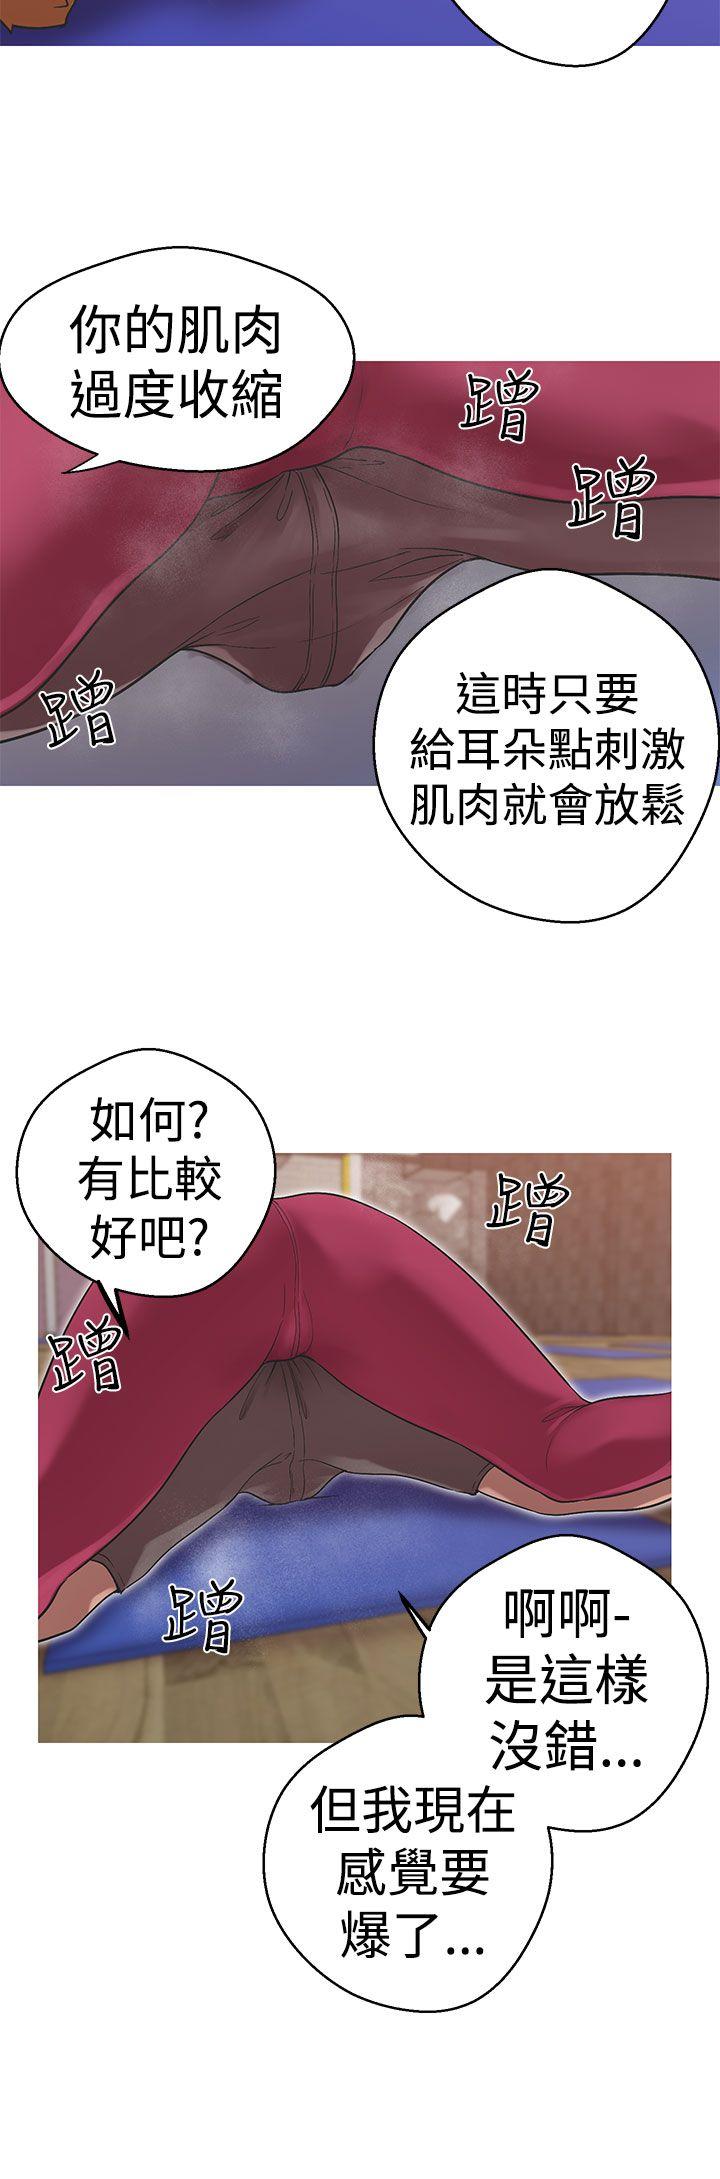 你的肌肉
過度收縮
蹭
蹭
蹭
這時只要
給耳朵點刺激
肌肉就會放鬆
如何?
有比較
好吧?
蹭
蹭
蹭
啊啊-
是這樣
沒錯...
但我現在
感覺要
爆了...